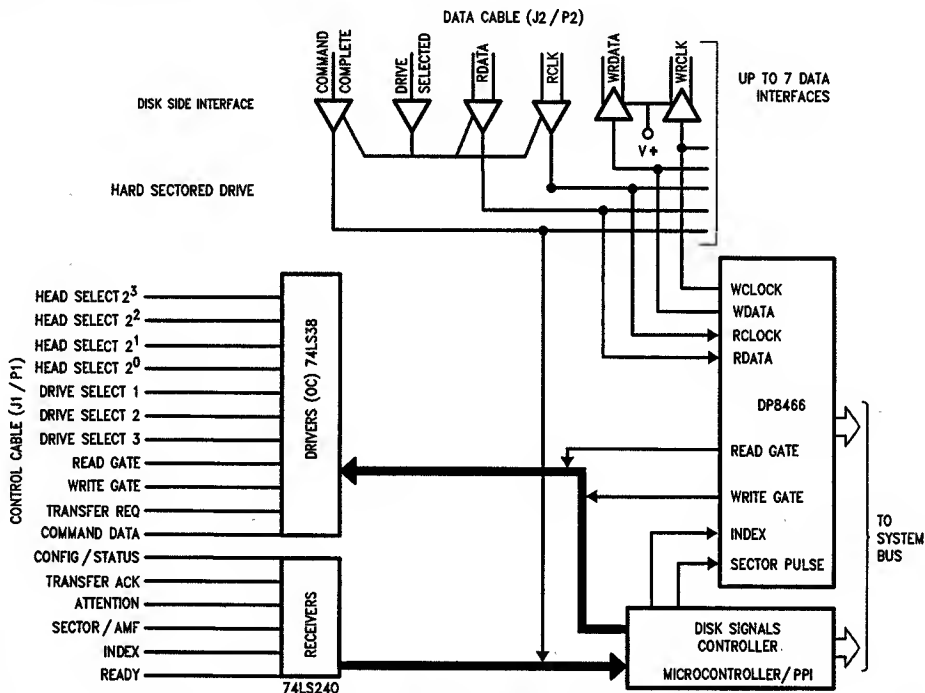 DATA CABLE (J2/P2)
COMMAND COMPLETE
DRIVE SELECTED
RDATA
RCLK
WRDATA
WRCLK
UP TO 7 DATA
INTERFACES
DISK SIDE INTERFACE
V+
HARD SECTORED DRIVE
CONTROL CABLE (J1/P1)
HEAD SELECT 2³
HEAD SELECT 2²
HEAD SELECT 2¹
HEAD SELECT 2⁰
DRIVE SELECT 1
DRIVE SELECT 2
DRIVE SELECT 3
READ GATE
WRITE GATE
TRANSFER REQ
COMMAND DATA
CONFIG/STATUS
TRANSFER ACK
ATTENTION
SECTOR/AMF
INDEX
READY
DRIVERS (OC) 74LS38
RECEIVERS
74LS240
WCLOCK
WDATA
RCLOCK
RDATA
DP8466
READ GATE
WRITE GATE
INDEX
SECTOR PULSE
TO
SYSTEM
BUS
DISK SIGNALS
CONTROLLER
MICROCONTROLLER/PPI